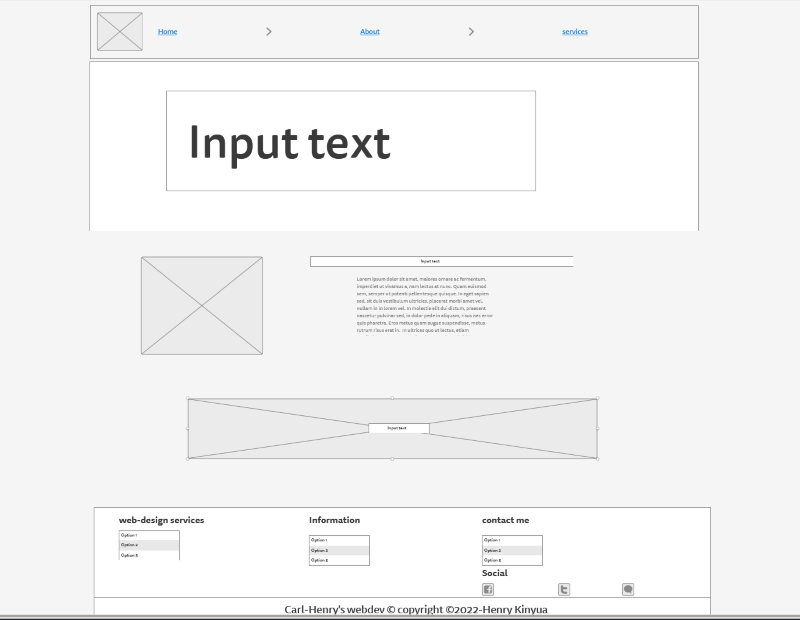 Home
About
services
Input text
Input text
Lorem ipsum dolor sit amet, maiores ornare ac fermentum,
imperdiet ut vivamus a, nam lectus at nunc. Quam euismod
sem, semper ut potenti pellentesque quisque. In eget sapien
sed, sit duis vestibulum ultricies, placerat morbi amet vel,
nullam in in lorem vel. In molestie elit dui dictum, praesent
nascetur pulvinar sed, in dolor pede in aliquam, risus nec error
quis pharetra. Eros metus quam augue suspendisse, metus
rutrum risus erat in. In ultrices quo ut lectus, etiam
Input text
web-design services
Option 1
Option 2
Option 3
Information
Option 1
Option 2
Option 3
contact me
Option 1
Option 2
Option 3
Social
Carl-Henry's webdev © copyright ©2022-Henry Kinyua